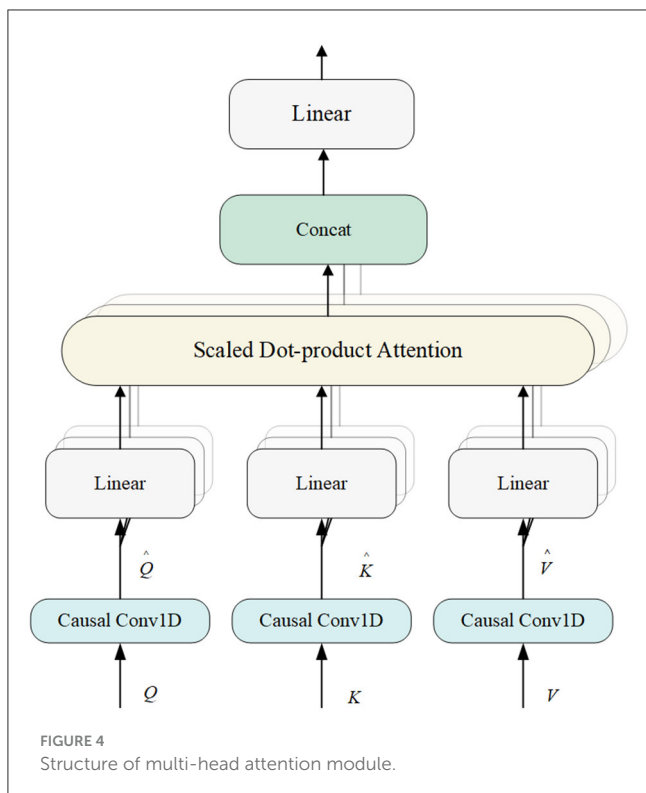 Linear
Concat
Scaled Dot-product Attention
Linear Linear Linear
Q̂ K̂ V̂
Causal Conv1D Causal Conv1D Causal Conv1D
Q K V
FIGURE 4
Structure of multi-head attention module.